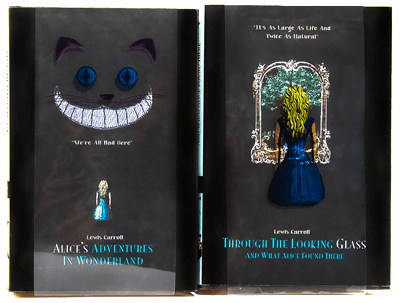 "We're All Mad Here"
Lewis Carroll
Alice's Adventures
In Wonderland
"It's As Large As Life And
Twice As Natural"
Lewis Carroll
Through The Looking Glass
And What Alice Found There